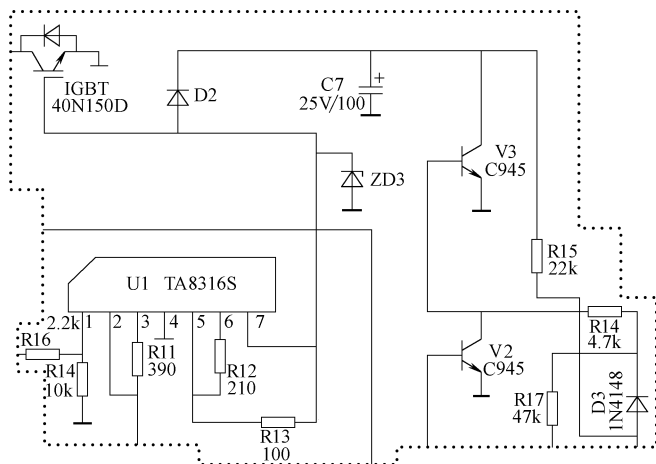 IGBT
40N150D
D2
C7
+
25V/100
V3
C945
ZD3
U1 TA8316S
R15
22k
2.2k
1
2
3
4
5
6
7
R16
R14
10k
R11
390
R12
210
R13
100
V2
C945
R14
4.7k
R17
47k
D3
1N4148